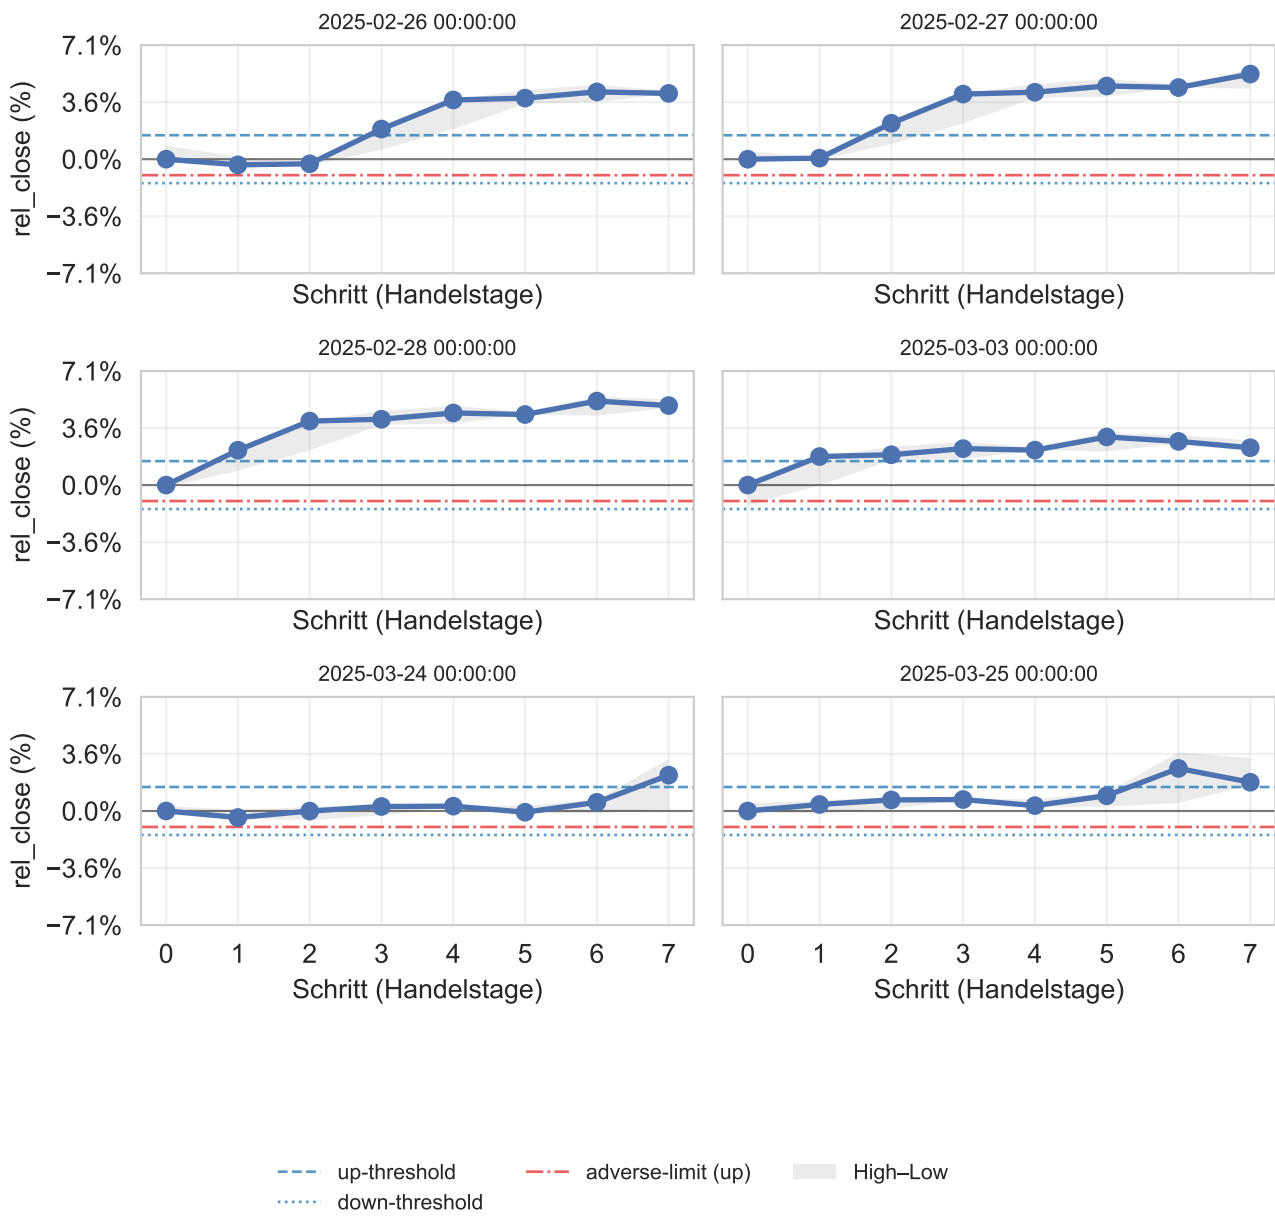 2025-02-26 00:00:00
2025-02-27 00:00:00
7.1%
3.6%
0.0%
−3.6%
−7.1%
rel_close (%)
Schritt (Handelstage)
Schritt (Handelstage)
2025-02-28 00:00:00
2025-03-03 00:00:00
7.1%
3.6%
0.0%
−3.6%
−7.1%
rel_close (%)
Schritt (Handelstage)
Schritt (Handelstage)
2025-03-24 00:00:00
2025-03-25 00:00:00
7.1%
3.6%
0.0%
−3.6%
−7.1%
rel_close (%)
0 1 2 3 4 5 6 7
0 1 2 3 4 5 6 7
Schritt (Handelstage)
Schritt (Handelstage)
up-threshold
down-threshold
adverse-limit (up)
High–Low